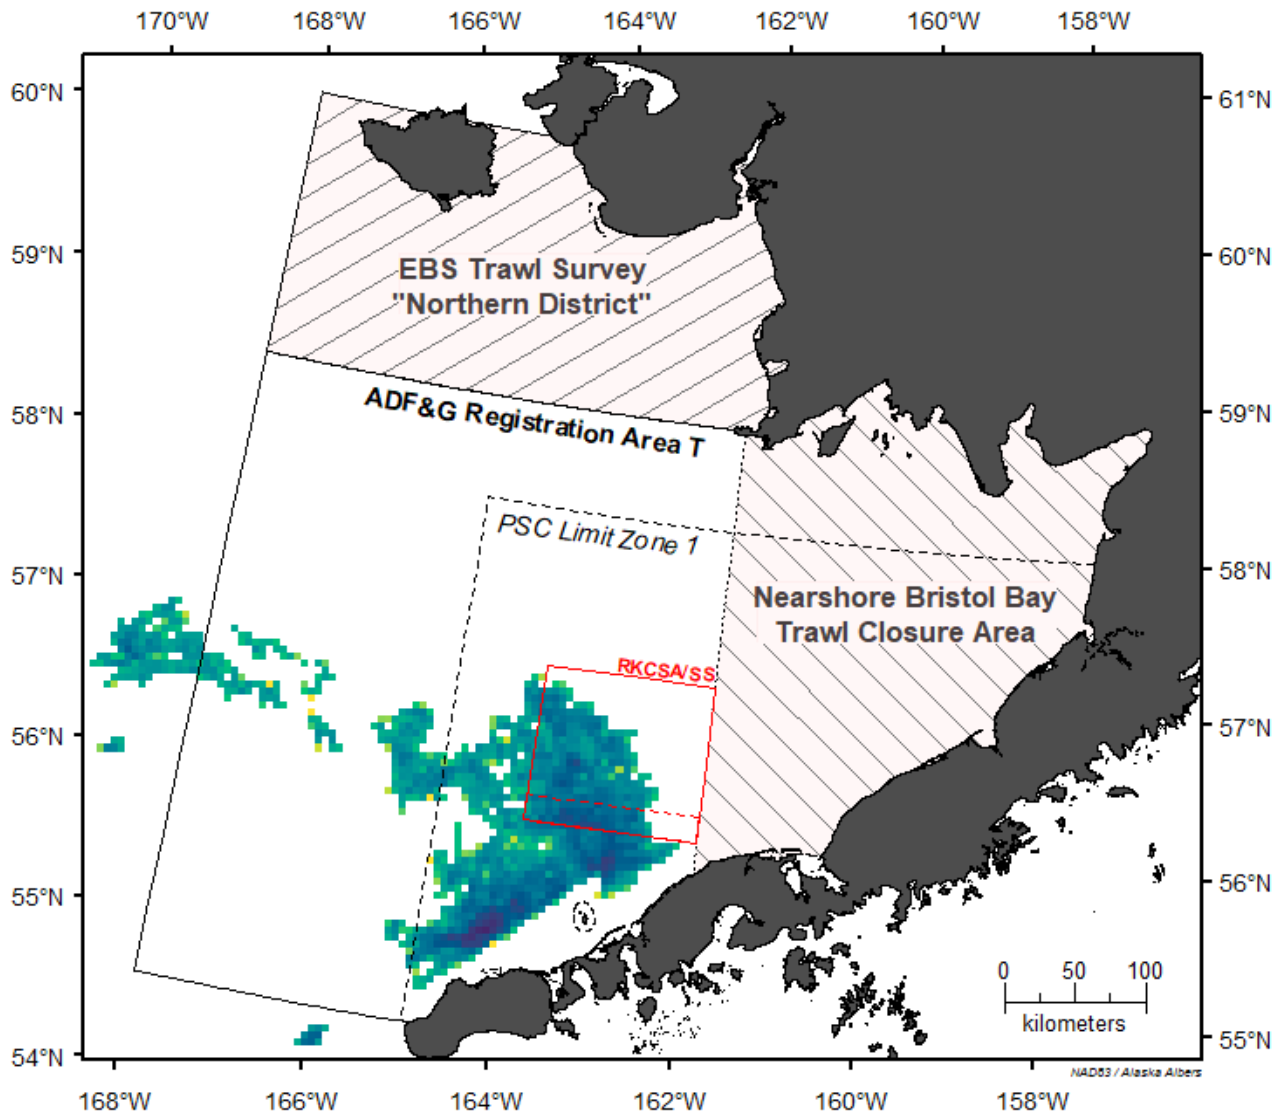 170°W 168°W 166°W 164°W 162°W 160°W 158°W
60°N
61°N
EBS Trawl Survey
"Northern District"
59°N
60°N
ADF&G Registration Area T
58°N
59°N
PSC Limit Zone 1
57°N
58°N
Nearshore Bristol Bay
Trawl Closure Area
RKCSA/SS
56°N
57°N
55°N
56°N
0 50 100
kilometers
54°N
55°N
NAD83 / Alaska Albers
168°W 166°W 164°W 162°W 160°W 158°W